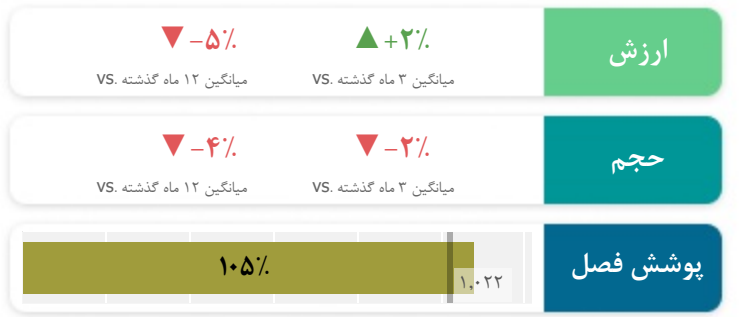 ارزش
+۲٪ ▲
میانگین ۳ ماه گذشته .VS
-۵٪ ▼
میانگین ۱۲ ماه گذشته .VS
حجم
-۲٪ ▼
میانگین ۳ ماه گذشته .VS
-۴٪ ▼
میانگین ۱۲ ماه گذشته .VS
پوشش فصل
۱۰۵٪
۱,۰۲۲